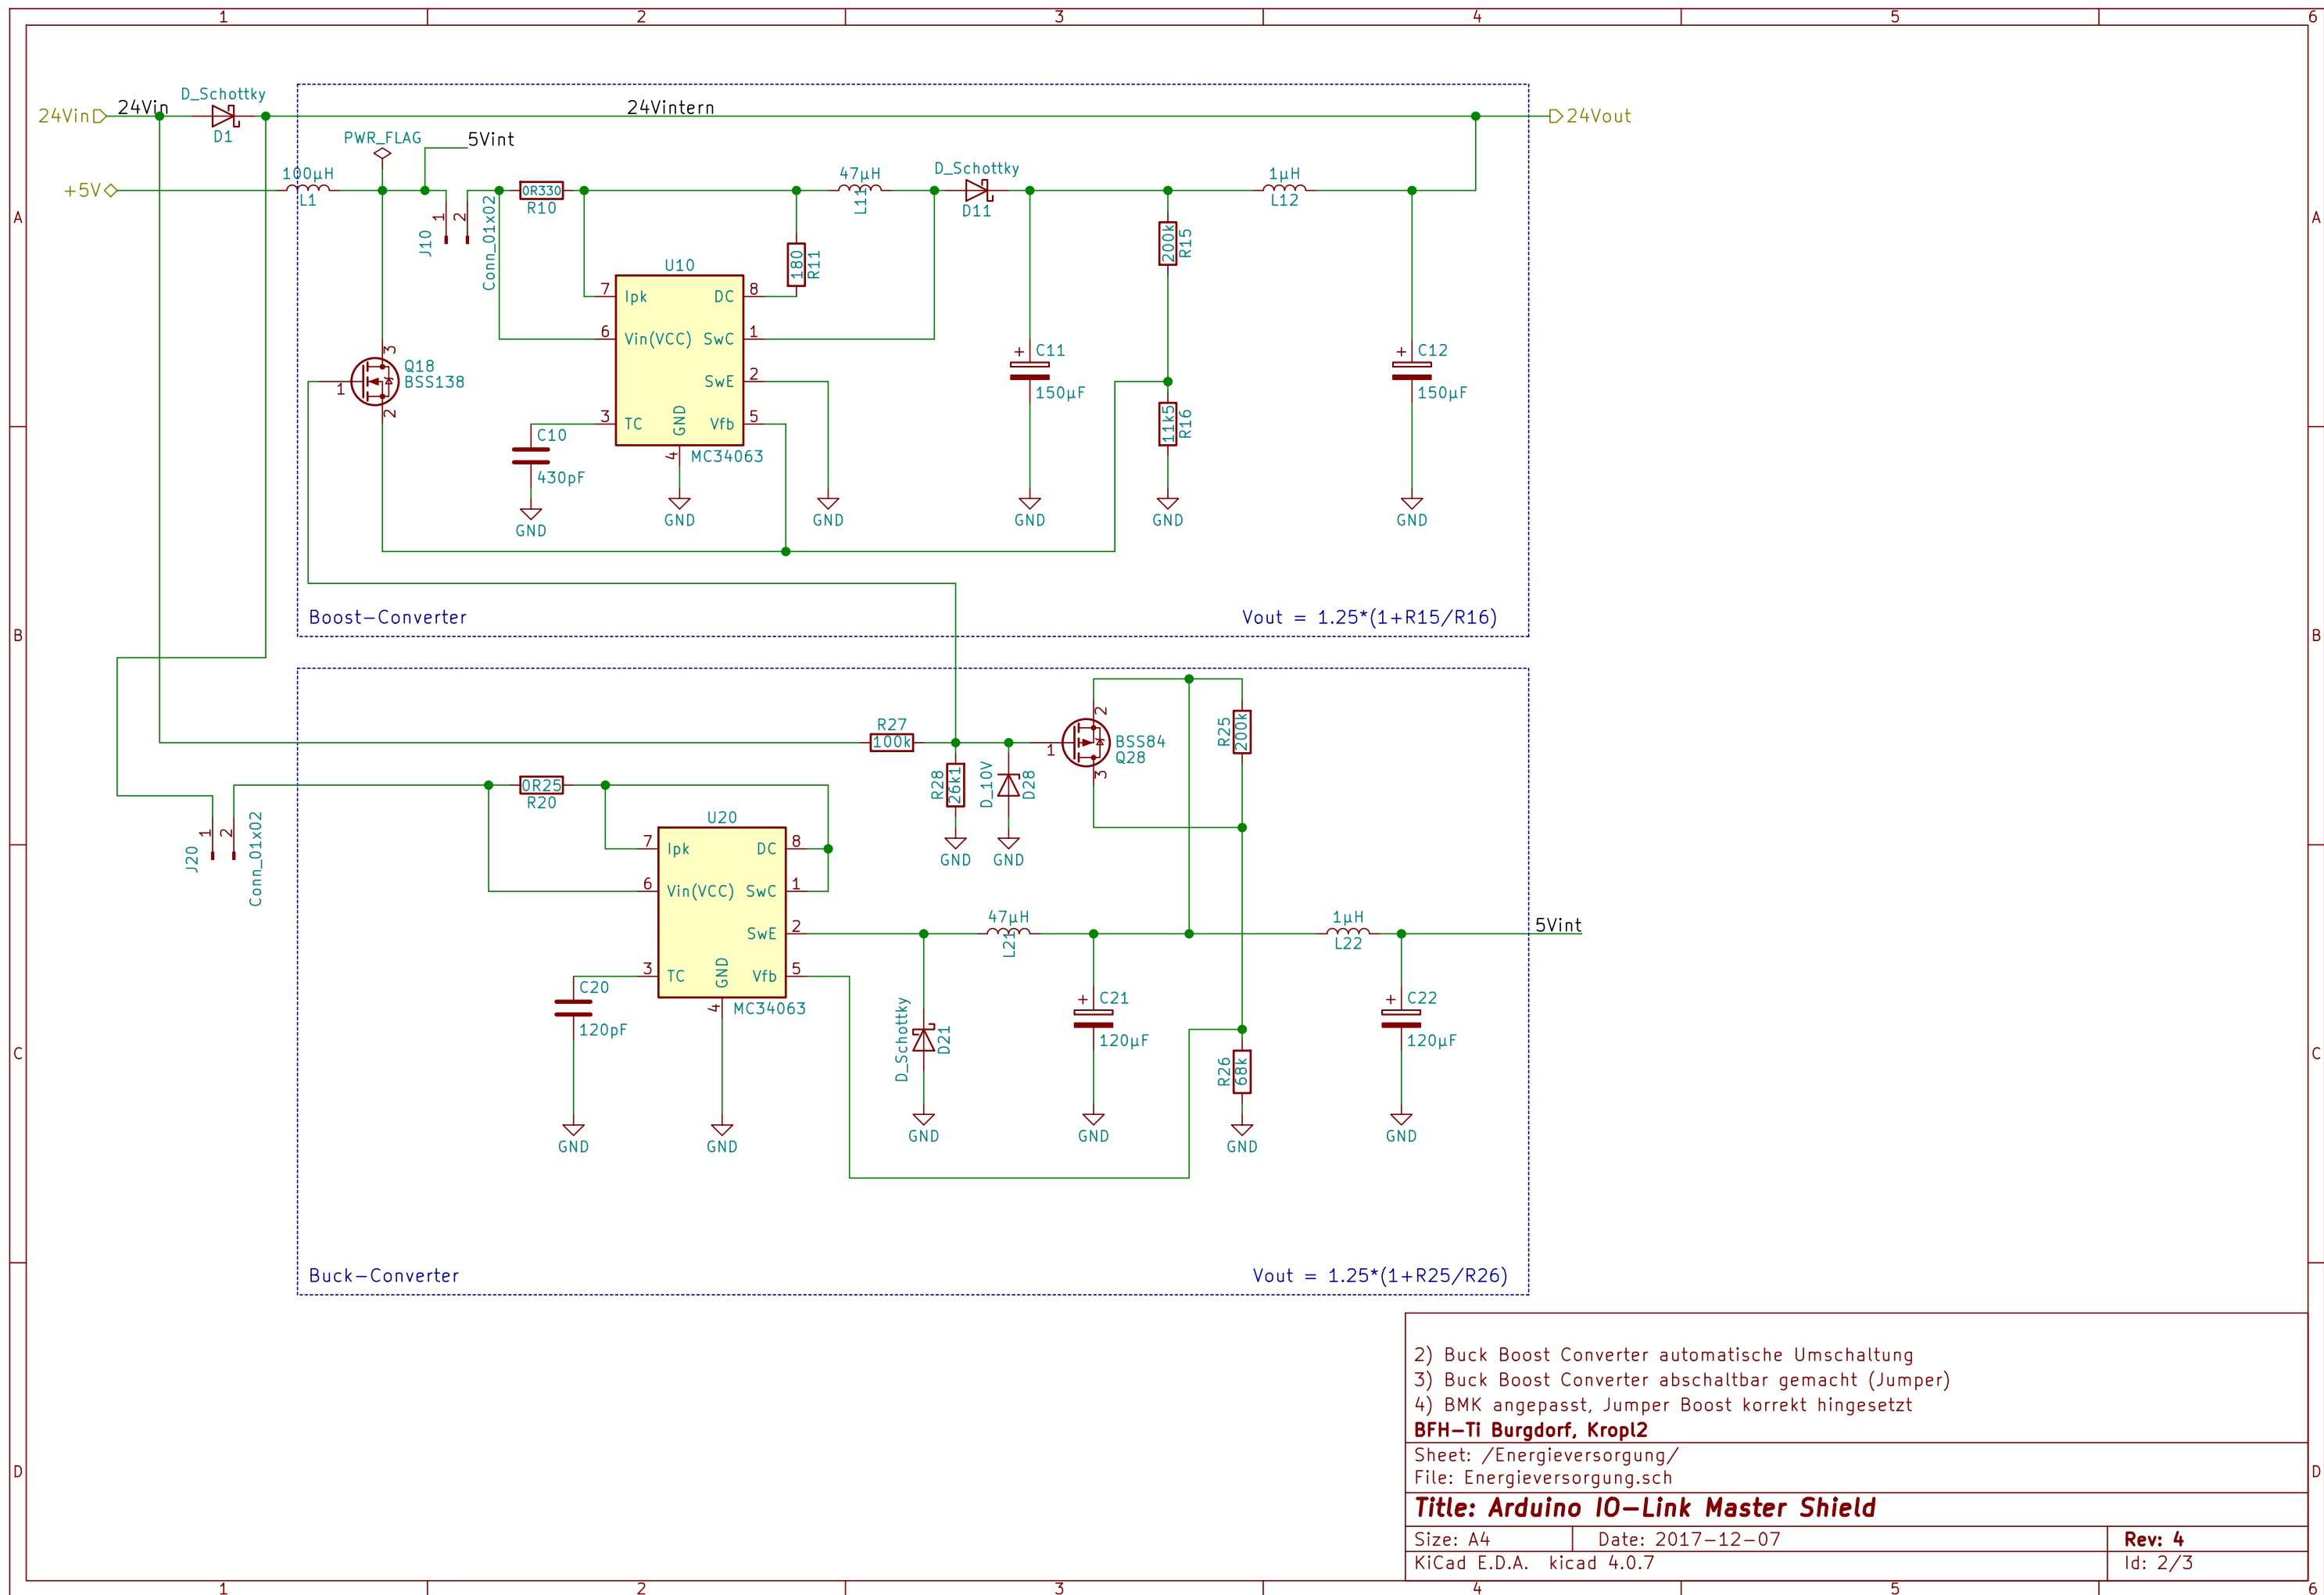 1 2 3 4 5 6
D_Schottky
24Vin 24Vin 24Vintern 24Vout
D1
PWR_FLAG 5Vint
100µH 47µH D_Schottky 1µH
+5V 0R330
L1 R10 L11 D11 L12
A A
1 2
J10 Conn_01x02
200k R15
180 R11
U10
7 Ipk DC 8
6 Vin(VCC) SwC 1
3
Q18
BSS138
1
2
SwE 2
3 TC GND Vfb 5
4 MC34063
+ C11
150µF
+ C12
150µF
11k5 R16
C10
430pF
GND GND GND GND GND
GND
Boost-Converter Vout = 1.25*(1+R15/R16)
B B
R27
100k
2
1 BSS84
Q28
3
R25 200k
R28 26k1
D_10V D28
0R25
R20
GND GND
1 2
J20 Conn_01x02
U20
7 Ipk DC 8
6 Vin(VCC) SwC 1
SwE 2
3 TC GND Vfb 5
4 MC34063
47µH 1µH 5Vint
L21 L22
C20
120pF
D_Schottky D21
+ C21
120µF
+ C22
120µF
R26 68k
C C
GND GND GND
GND GND GND
Buck-Converter Vout = 1.25*(1+R25/R26)
2) Buck Boost Converter automatische Umschaltung
3) Buck Boost Converter abschaltbar gemacht (Jumper)
4) BMK angepasst, Jumper Boost korrekt hingesetzt
BFH-Ti Burgdorf, Kropl2
Sheet: /Energieversorgung/
File: Energieversorgung.sch
D D
Title: Arduino IO-Link Master Shield
Size: A4 Date: 2017-12-07 Rev: 4
KiCad E.D.A. kicad 4.0.7 Id: 2/3
1 2 3 4 5 6